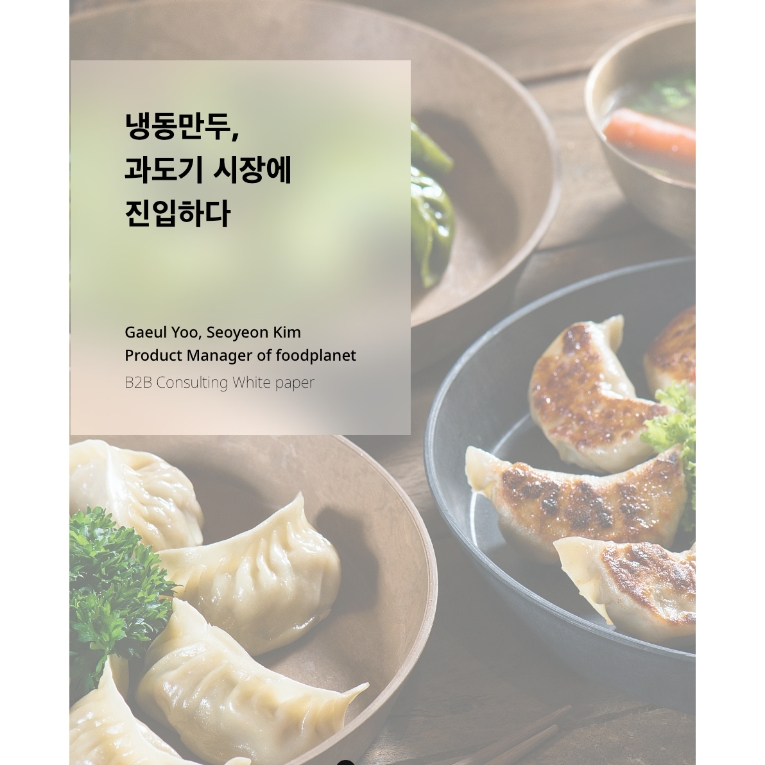 냉동만두,
과도기 시장에
진입하다
Gaeul Yoo, Seoyeon Kim
Product Manager of foodplanet
B2B Consulting White paper